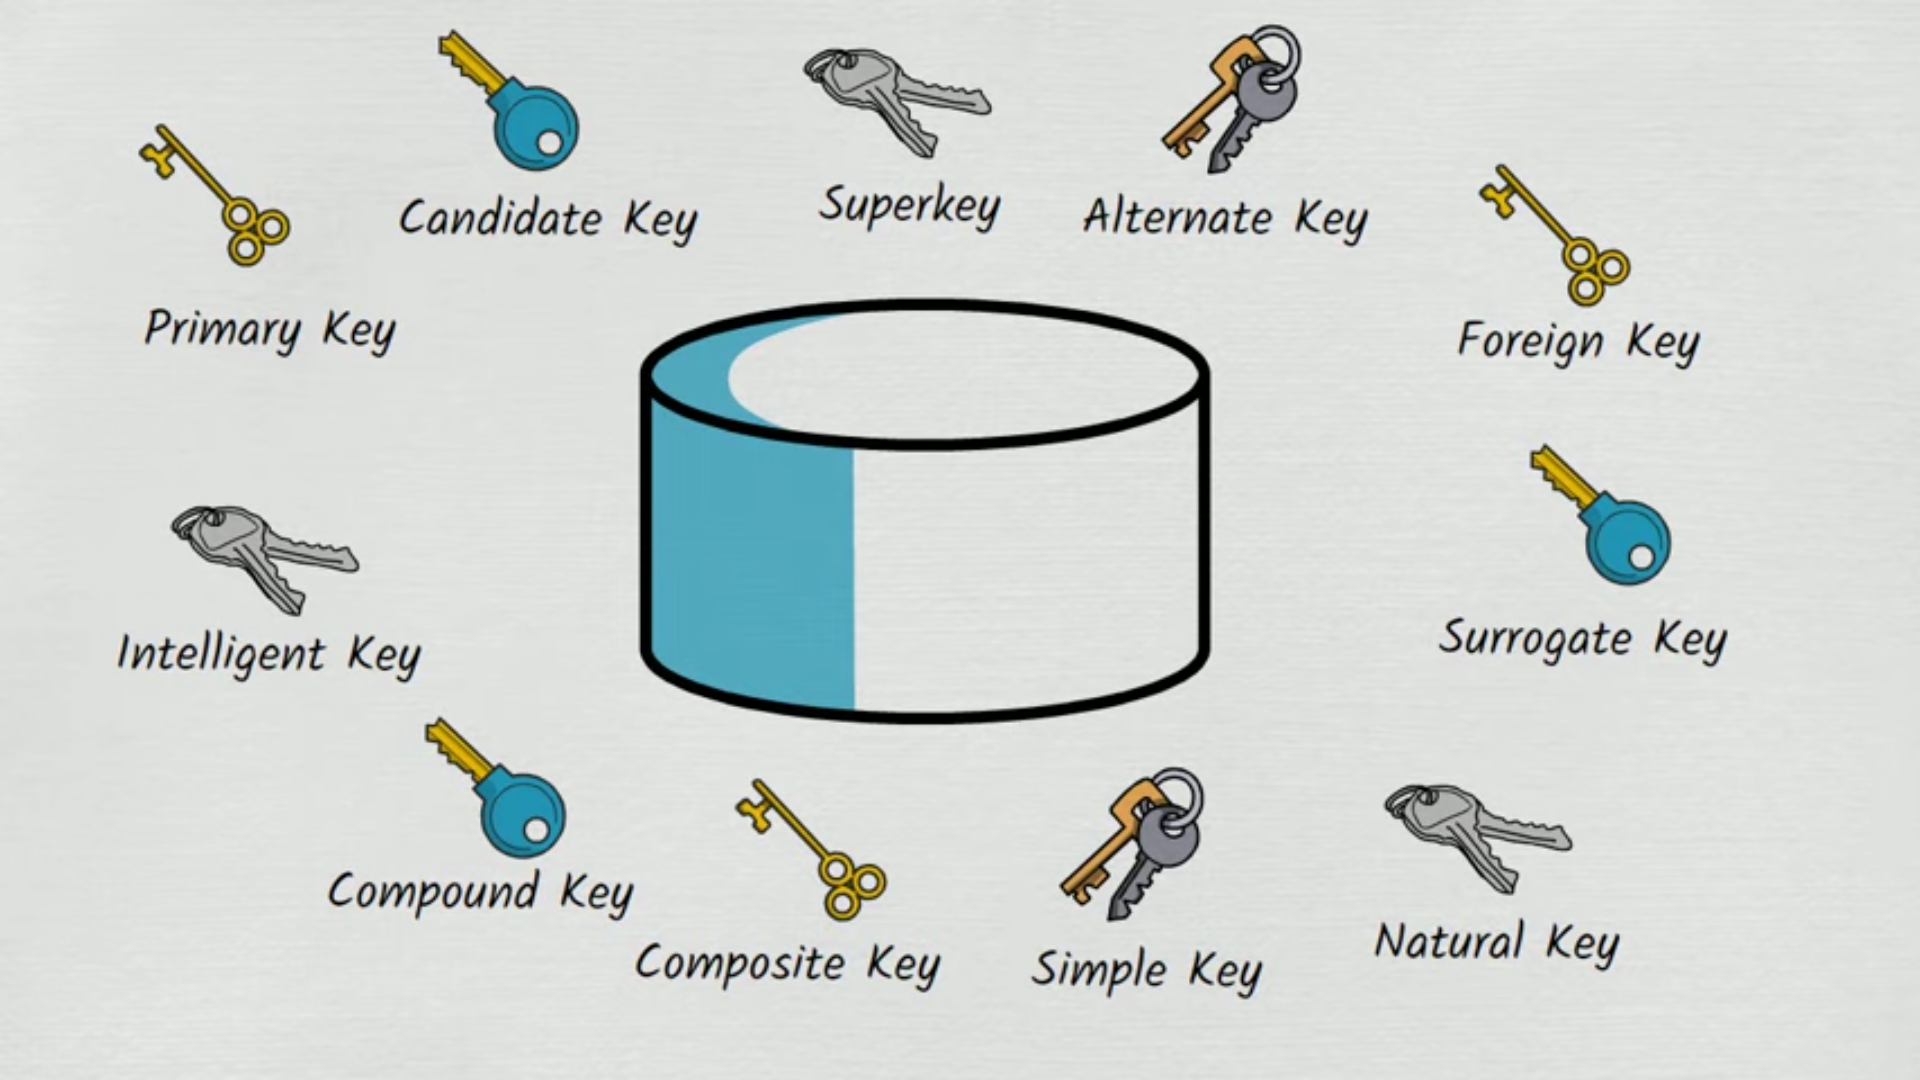 Candidate Key
Superkey
Alternate Key
Primary Key
Foreign Key
Intelligent Key
Surrogate Key
Compound Key
Composite Key
Simple Key
Natural Key